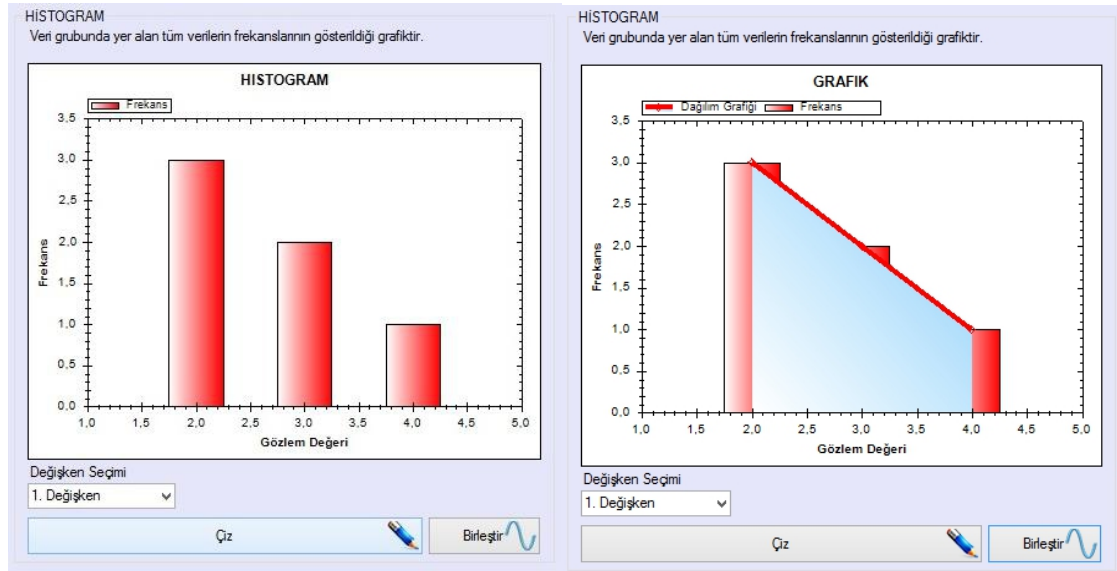 HİSTOGRAM
Veri grubunda yer alan tüm verilerin frekanslarının gösterildiği grafiktir.
HISTOGRAM
Frekans
3,5
3,0
2,5
2,0
1,5
1,0
0,5
0,0
Frekans
1,0 1,5 2,0 2,5 3,0 3,5 4,0 4,5 5,0
Gözlem Değeri
Değişken Seçimi
1. Değişken
Çiz
Birleştir
HİSTOGRAM
Veri grubunda yer alan tüm verilerin frekanslarının gösterildiği grafiktir.
GRAFIK
Dağılım Grafiği Frekans
3,5
3,0
2,5
2,0
1,5
1,0
0,5
0,0
Frekans
1,0 1,5 2,0 2,5 3,0 3,5 4,0 4,5 5,0
Gözlem Değeri
Değişken Seçimi
1. Değişken
Çiz
Birleştir